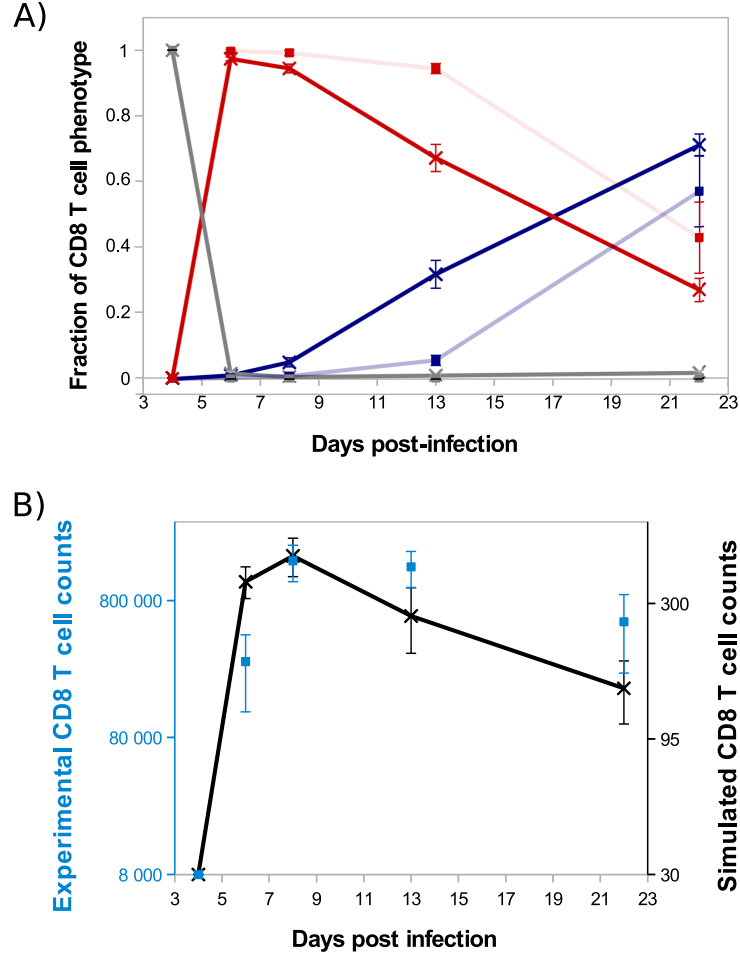 A)
Fraction of CD8 T cell phenotype
1
0.8
0.6
0.4
0.2
0
3 5 7 9 11 13 15 17 19 21 23
Days post-infection
B)
Experimental CD8 T cell counts
800 000
80 000
8 000
300
95
30
Simulated CD8 T cell counts
3 5 7 9 11 13 15 17 19 21 23
Days post infection